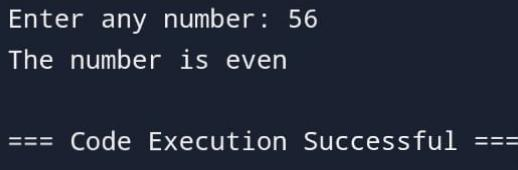 Enter any number: 56
The number is even
=== Code Execution Successful ===